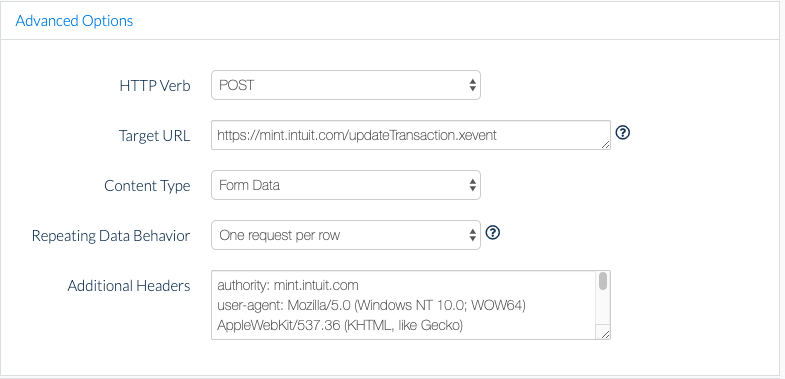 Advanced Options
HTTP Verb POST
Target URL https://mint.intuit.com/updateTransaction.xevent ?
Content Type Form Data
Repeating Data Behavior One request per row ?
Additional Headers authority: mint.intuit.com
user-agent: Mozilla/5.0 (Windows NT 10.0; WOW64)
AppleWebKit/537.36 (KHTML, like Gecko)